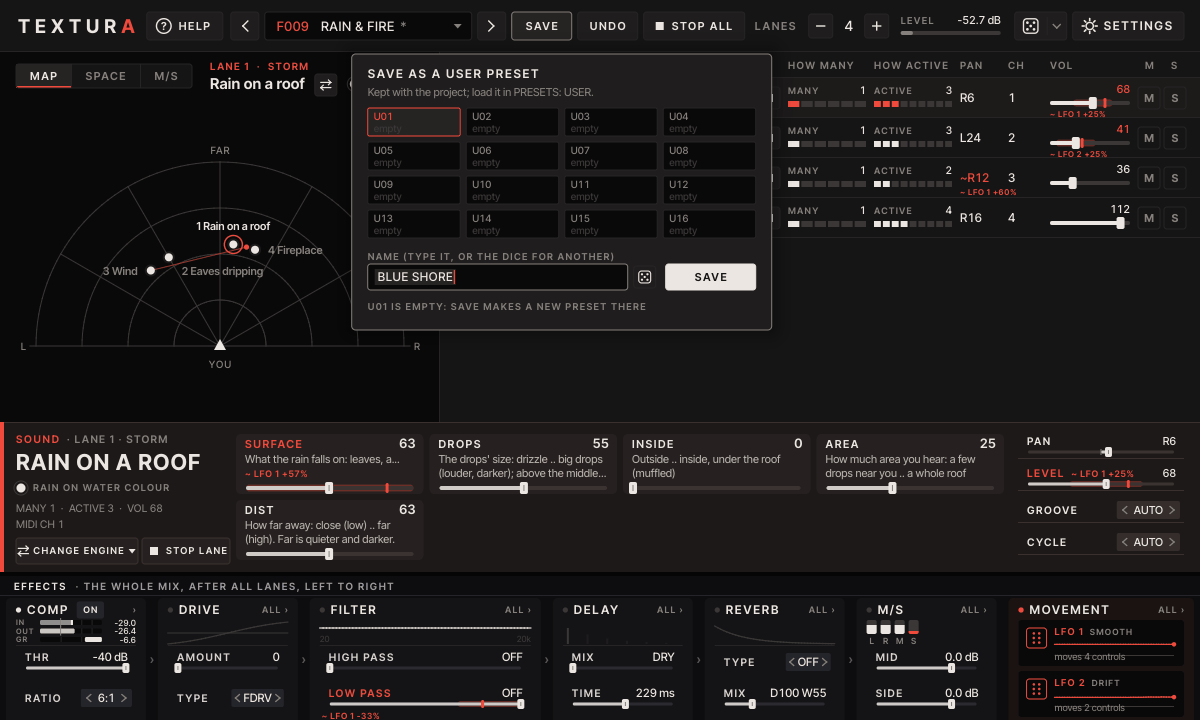 TEXTURA
HELP
F009 RAIN & FIRE *
SAVE
UNDO
STOP ALL
LANES
4
LEVEL -52.7 dB
SETTINGS
MAP
SPACE
M/S
LANE 1 · STORM
Rain on a roof
FAR
1 Rain on a roof
4 Fireplace
3 Wind
2 Eaves dripping
L
R
YOU
SAVE AS A USER PRESET
Kept with the project; load it in PRESETS: USER.
U01 empty
U02 empty
U03 empty
U04 empty
U05 empty
U06 empty
U07 empty
U08 empty
U09 empty
U10 empty
U11 empty
U12 empty
U13 empty
U14 empty
U15 empty
U16 empty
NAME (TYPE IT, OR THE DICE FOR ANOTHER)
BLUE SHORE
SAVE
U01 IS EMPTY: SAVE MAKES A NEW PRESET THERE
HOW MANY HOW ACTIVE PAN CH VOL M S
MANY 1 ACTIVE 3 R6 1 68 M S
~ LFO 1 +25%
MANY 1 ACTIVE 3 L24 2 41 M S
~ LFO 2 +25%
MANY 1 ACTIVE 2 ~R12 3 36 M S
~ LFO 1 +60%
MANY 1 ACTIVE 4 R16 4 112 M S
SOUND · LANE 1 · STORM
RAIN ON A ROOF
RAIN ON WATER COLOUR
MANY 1 · ACTIVE 3 · VOL 68
MIDI CH 1
CHANGE ENGINE
STOP LANE
SURFACE 63
What the rain falls on: leaves, a...
~ LFO 1 +57%
DROPS 55
The drops' size: drizzle .. big drops
(louder, darker); above the middle...
INSIDE 0
Outside .. inside, under the roof
(muffled)
AREA 25
How much area you hear: a few
drops near you .. a whole roof
DIST 63
How far away: close (low) .. far
(high). Far is quieter and darker.
PAN R6
LEVEL ~ LFO 1 +25% 68
GROOVE < AUTO >
CYCLE < AUTO >
EFFECTS · THE WHOLE MIX, AFTER ALL LANES, LEFT TO RIGHT
COMP ON ›
IN -29.0
OUT -26.4
GR -6.6
THR -40 dB
RATIO < 6:1 >
DRIVE ALL ›
AMOUNT 0
TYPE < FDRV >
FILTER ALL ›
20 20k
HIGH PASS OFF
LOW PASS OFF
~ LFO 1 -33%
DELAY ALL ›
MIX DRY
TIME 229 ms
REVERB ALL ›
TYPE < OFF >
MIX D100 W55
M/S ALL ›
L R M S
MID 0.0 dB
SIDE 0.0 dB
MOVEMENT ALL ›
LFO 1 SMOOTH
moves 4 controls
LFO 2 DRIFT
moves 2 controls